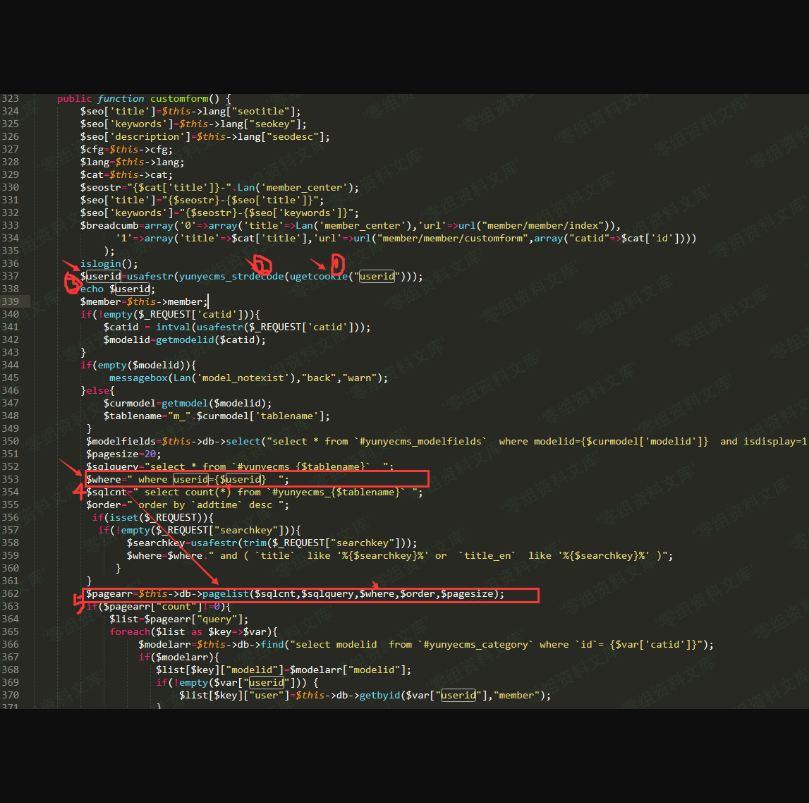 323 public function customform() {
324 $seo['title']=$this->lang["seotitle"];
325 $seo['keywords']=$this->lang["seokey"];
326 $seo['description']=$this->lang["seodesc"];
327 $cfg=$this->cfg;
328 $lang=$this->lang;
329 $cat=$this->cat;
330 $seostr="{$cat['title']}-".Lan('member_center');
331 $seo['title']="{$seostr}-{$seo['title']}";
332 $seo['keywords']="{$seostr}-{$seo['keywords']}";
333 $breadcumb=array('0'=>array('title'=>Lan('member_center'),'url'=>url("member/member/index")),
334 '1'=>array('title'=>$cat['title'],'url'=>url("member/member/customform",array("catid"=>$cat['id'])))
335 );
336 islogin();
337 $userid=usafestr(yunyecms_strdecode(ugetcookie("userid")));
338 echo $userid;
339 $member=$this->member;
340 if(!empty($_REQUEST['catid'])){
341 $catid = intval(usafestr($_REQUEST['catid']));
342 $modelid=getmodelid($catid);
343 }
344 if(empty($modelid)){
345 messagebox(Lan('model_notexist'),"back","warn");
346 }else{
347 $curmodel=getmodel($modelid);
348 $tablename="m_".$curmodel['tablename'];
349 }
350 $modelfields=$this->db->select("select * from `#yunyecms_modelfields` where modelid={$curmodel['modelid']} and isdisplay=1
351 $pagesize=20;
352 $sqlquery="select * from `#yunyecms_{$tablename}` ";
353 $where=" where userid={$userid} ";
354 $sqlcnt=" select count(*) from `#yunyecms_{$tablename}` ";
355 $order=" order by `addtime` desc ";
356 if(isset($_REQUEST)){
357 if(!empty($_REQUEST["searchkey"])){
358 $searchkey=usafestr(trim($_REQUEST["searchkey"]));
359 $where=$where." and ( `title` like '%{$searchkey}%' or `title_en` like '%{$searchkey}%' )";
360 }
361 }
362 $pagearr=$this->db->pagelist($sqlcnt,$sqlquery,$where,$order,$pagesize);
363 if($pagearr["count"]!=0){
364 $list=$pagearr["query"];
365 foreach($list as $key=>$var){
366 $modelarr=$this->db->find("select modelid from `#yunyecms_category` where `id`= {$var['catid']}");
367 if($modelarr){
368 $list[$key]["modelid"]=$modelarr["modelid"];
369 if(!empty($var["userid"])) {
370 $list[$key]["user"]=$this->db->getbyid($var["userid"],"member");
371 }